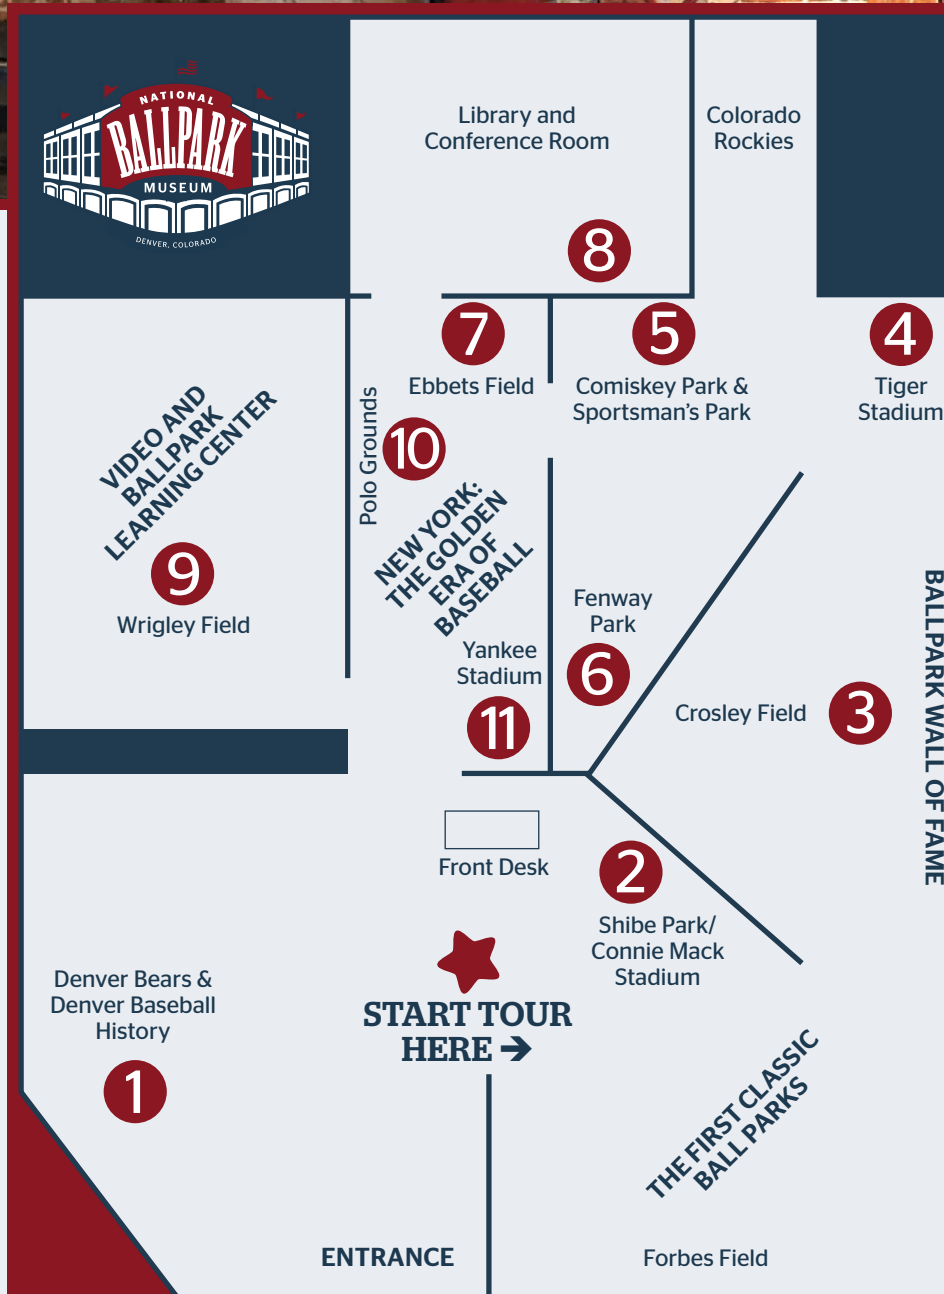 NATIONAL
BALLPARK
MUSEUM
DENVER, COLORADO
Library and
Conference Room
Colorado
Rockies
8
7
Ebbets Field
5
Comiskey Park &
Sportsman’s Park
4
Tiger
Stadium
VIDEO AND
BALLPARK
LEARNING CENTER
9
Wrigley Field
Polo Grounds
10
NEW YORK:
THE GOLDEN
ERA OF
BASEBALL
Yankee
Stadium
11
Fenway
Park
6
Crosley Field
3
BALLPARK WALL OF FAME
Front Desk
2
Shibe Park/
Connie Mack
Stadium
Denver Bears &
Denver Baseball
History
1
START TOUR
HERE →
THE FIRST CLASSIC
BALL PARKS
ENTRANCE
Forbes Field